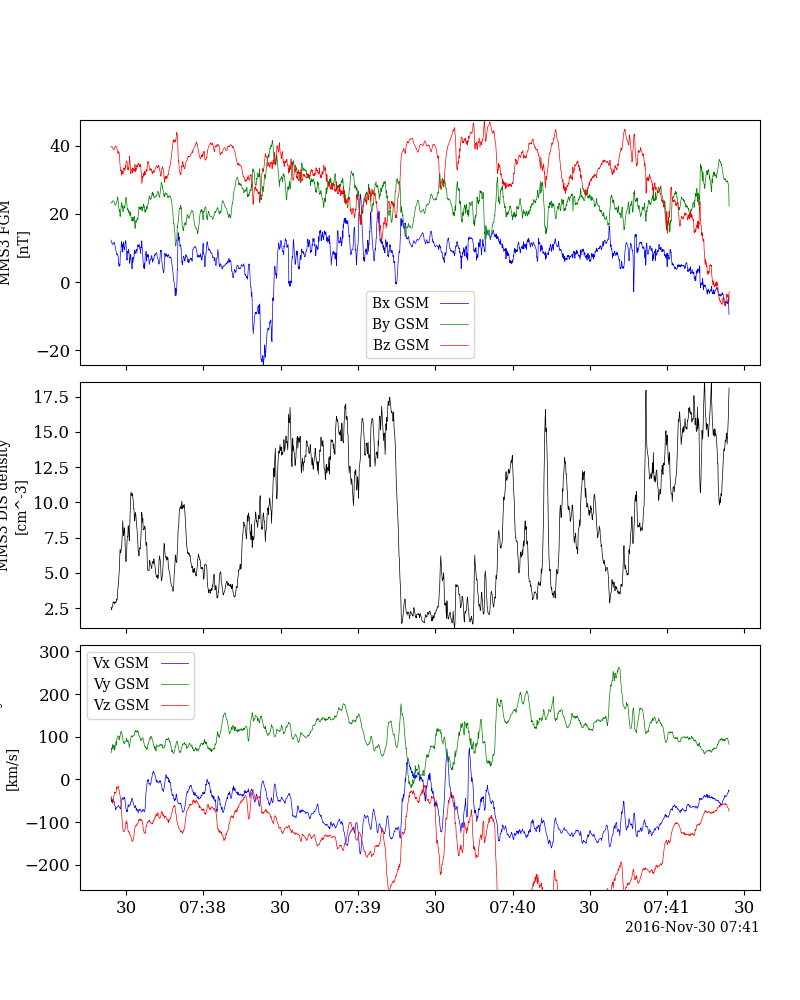 40
20
0
−20
MMS3 FGM
[nT]
Bx GSM
By GSM
Bz GSM
17.5
15.0
12.5
10.0
7.5
5.0
2.5
MMS3 DIS density
[cm^-3]
300
200
100
0
−100
−200
[km/s]
Vx GSM
Vy GSM
Vz GSM
30 07:38 30 07:39 30 07:40 30 07:41 30
2016-Nov-30 07:41